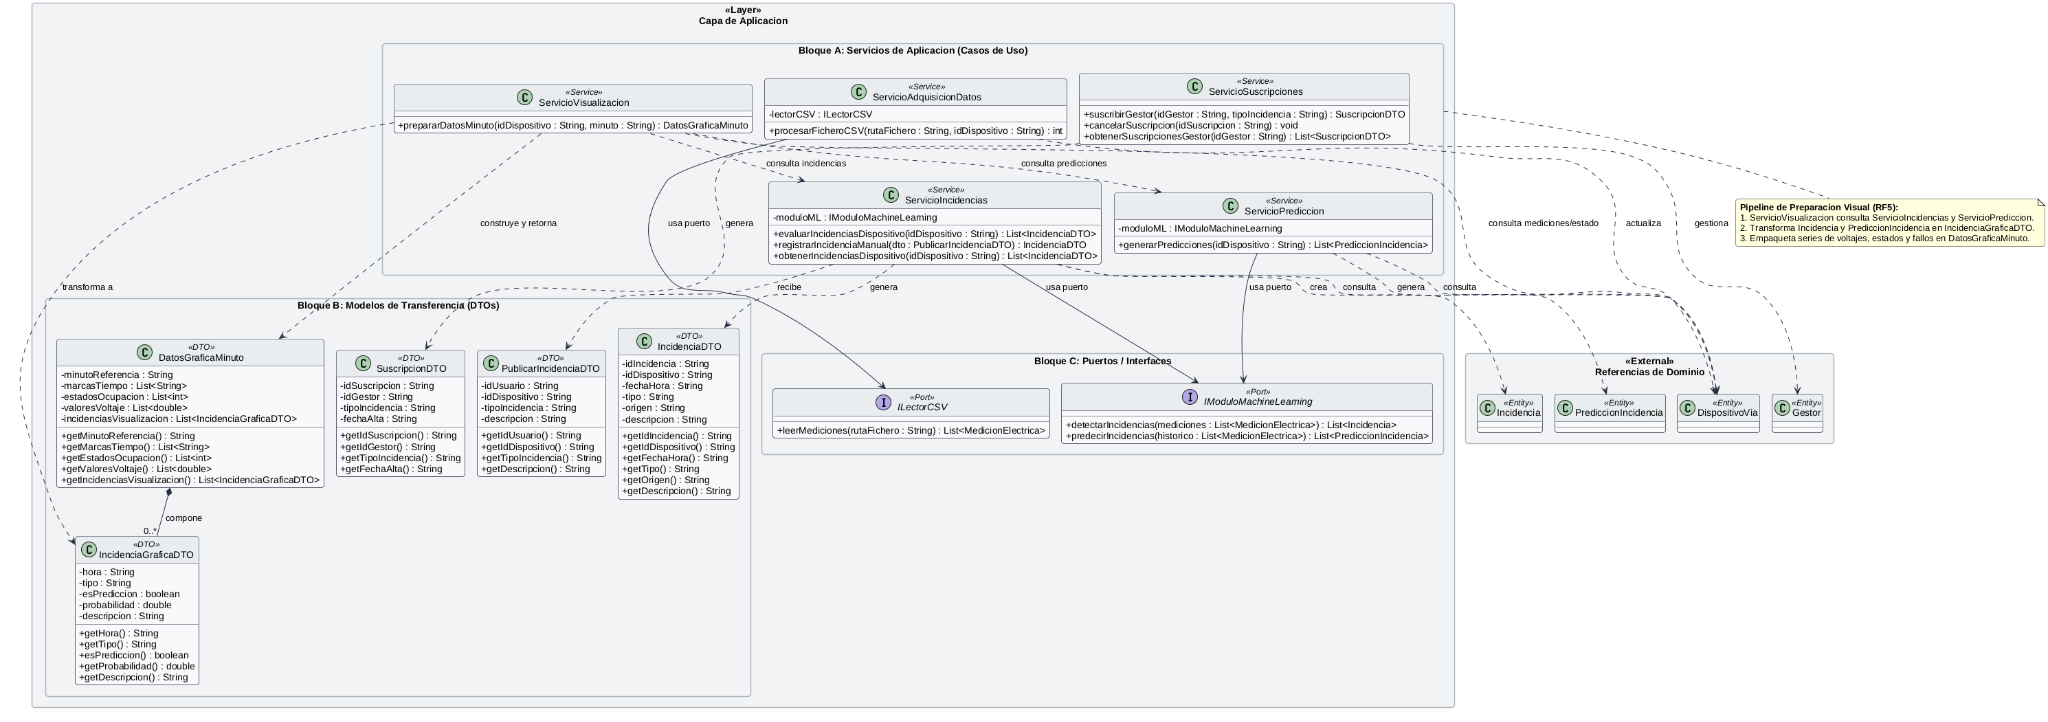 «Layer»
Capa de Aplicacion
Bloque A: Servicios de Aplicacion (Casos de Uso)
C
«Service»
ServicioVisualizacion
+prepararDatosMinuto(idDispositivo : String, minuto : String) : DatosGraficaMinuto
C
«Service»
ServicioAdquisicionDatos
-lectorCSV : ILectorCSV
+procesarFicheroCSV(rutaFichero : String, idDispositivo : String) : int
C
«Service»
ServicioSuscripciones
+suscribirGestor(idGestor : String, tipoIncidencia : String) : SuscripcionDTO
+cancelarSuscripcion(idSuscripcion : String) : void
+obtenerSuscripcionesGestor(idGestor : String) : List<SuscripcionDTO>
consulta incidencias
consulta predicciones
C
«Service»
ServicioIncidencias
-moduloML : IModuloMachineLearning
+evaluarIncidenciasDispositivo(idDispositivo : String) : List<IncidenciaDTO>
+registrarIncidenciaManual(dto : PublicarIncidenciaDTO) : IncidenciaDTO
+obtenerIncidenciasDispositivo(idDispositivo : String) : List<IncidenciaDTO>
C
«Service»
ServicioPrediccion
-moduloML : IModuloMachineLearning
+generarPredicciones(idDispositivo : String) : List<PrediccionIncidencia>
Pipeline de Preparacion Visual (RF5):
1. ServicioVisualizacion consulta ServicioIncidencias y ServicioPrediccion.
2. Transforma Incidencia y PrediccionIncidencia en IncidenciaGraficaDTO.
3. Empaqueta series de voltajes, estados y fallos en DatosGraficaMinuto.
construye y retorna
usa puerto
genera
consulta mediciones/estado
actualiza
gestiona
transforma a
recibe
genera
usa puerto
usa puerto
crea
consulta
genera
consulta
Bloque B: Modelos de Transferencia (DTOs)
C
«DTO»
DatosGraficaMinuto
-minutoReferencia : String
-marcasTiempo : List<String>
-estadosOcupacion : List<int>
-valoresVoltaje : List<double>
-incidenciasVisualizacion : List<IncidenciaGraficaDTO>
+getMinutoReferencia() : String
+getMarcasTiempo() : List<String>
+getEstadosOcupacion() : List<int>
+getValoresVoltaje() : List<double>
+getIncidenciasVisualizacion() : List<IncidenciaGraficaDTO>
C
«DTO»
SuscripcionDTO
-idSuscripcion : String
-idGestor : String
-tipoIncidencia : String
-fechaAlta : String
+getIdSuscripcion() : String
+getIdGestor() : String
+getTipoIncidencia() : String
+getFechaAlta() : String
C
«DTO»
PublicarIncidenciaDTO
-idUsuario : String
-idDispositivo : String
-tipoIncidencia : String
-descripcion : String
+getIdUsuario() : String
+getIdDispositivo() : String
+getTipoIncidencia() : String
+getDescripcion() : String
C
«DTO»
IncidenciaDTO
-idIncidencia : String
-idDispositivo : String
-fechaHora : String
-tipo : String
-origen : String
-descripcion : String
+getIdIncidencia() : String
+getIdDispositivo() : String
+getFechaHora() : String
+getTipo() : String
+getOrigen() : String
+getDescripcion() : String
compone
0..*
C
«DTO»
IncidenciaGraficaDTO
-hora : String
-tipo : String
-esPrediccion : boolean
-probabilidad : double
-descripcion : String
+getHora() : String
+getTipo() : String
+esPrediccion() : boolean
+getProbabilidad() : double
+getDescripcion() : String
Bloque C: Puertos / Interfaces
I
«Port»
ILectorCSV
+leerMediciones(rutaFichero : String) : List<MedicionElectrica>
I
«Port»
IModuloMachineLearning
+detectarIncidencias(mediciones : List<MedicionElectrica>) : List<Incidencia>
+predecirIncidencias(historico : List<MedicionElectrica>) : List<PrediccionIncidencia>
«External»
Referencias de Dominio
C
«Entity»
Incidencia
C
«Entity»
PrediccionIncidencia
C
«Entity»
DispositivoVia
C
«Entity»
Gestor